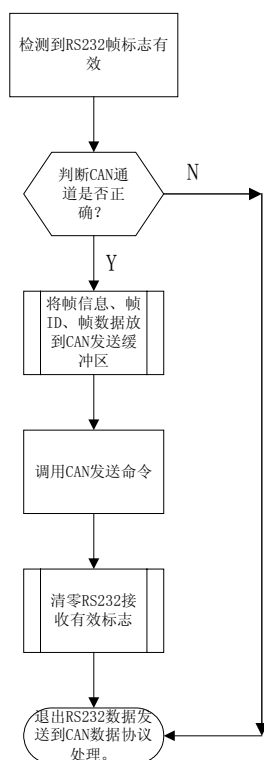 检测到RS232帧标志有
效
判断CAN通
道是否正
确?
N
Y
将帧信息、帧
ID、帧数据放
到CAN发送缓
冲区
调用CAN发送命令
清零RS232接
收有效标志
退出RS232数据发
送到CAN数据协议
处理。